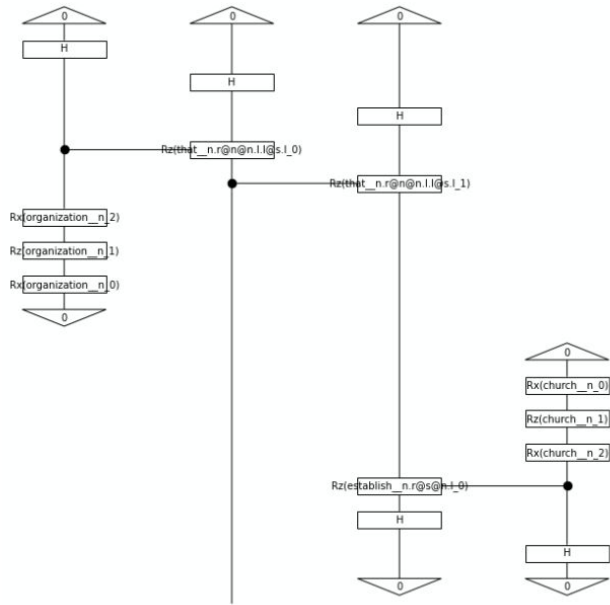 0 0 0
H
H
H
Rz(that__n.r@n@n.l.l@s.l_0)
Rz(that__n.r@n@n.l.l@s.l_1)
Rx(organization__n_2)
Rz(organization__n_1)
Rx(organization__n_0)
0
0
Rx(church__n_0)
Rz(church__n_1)
Rx(church__n_2)
Rz(establish__n.r@s@n.l_0)
H
H
0 0